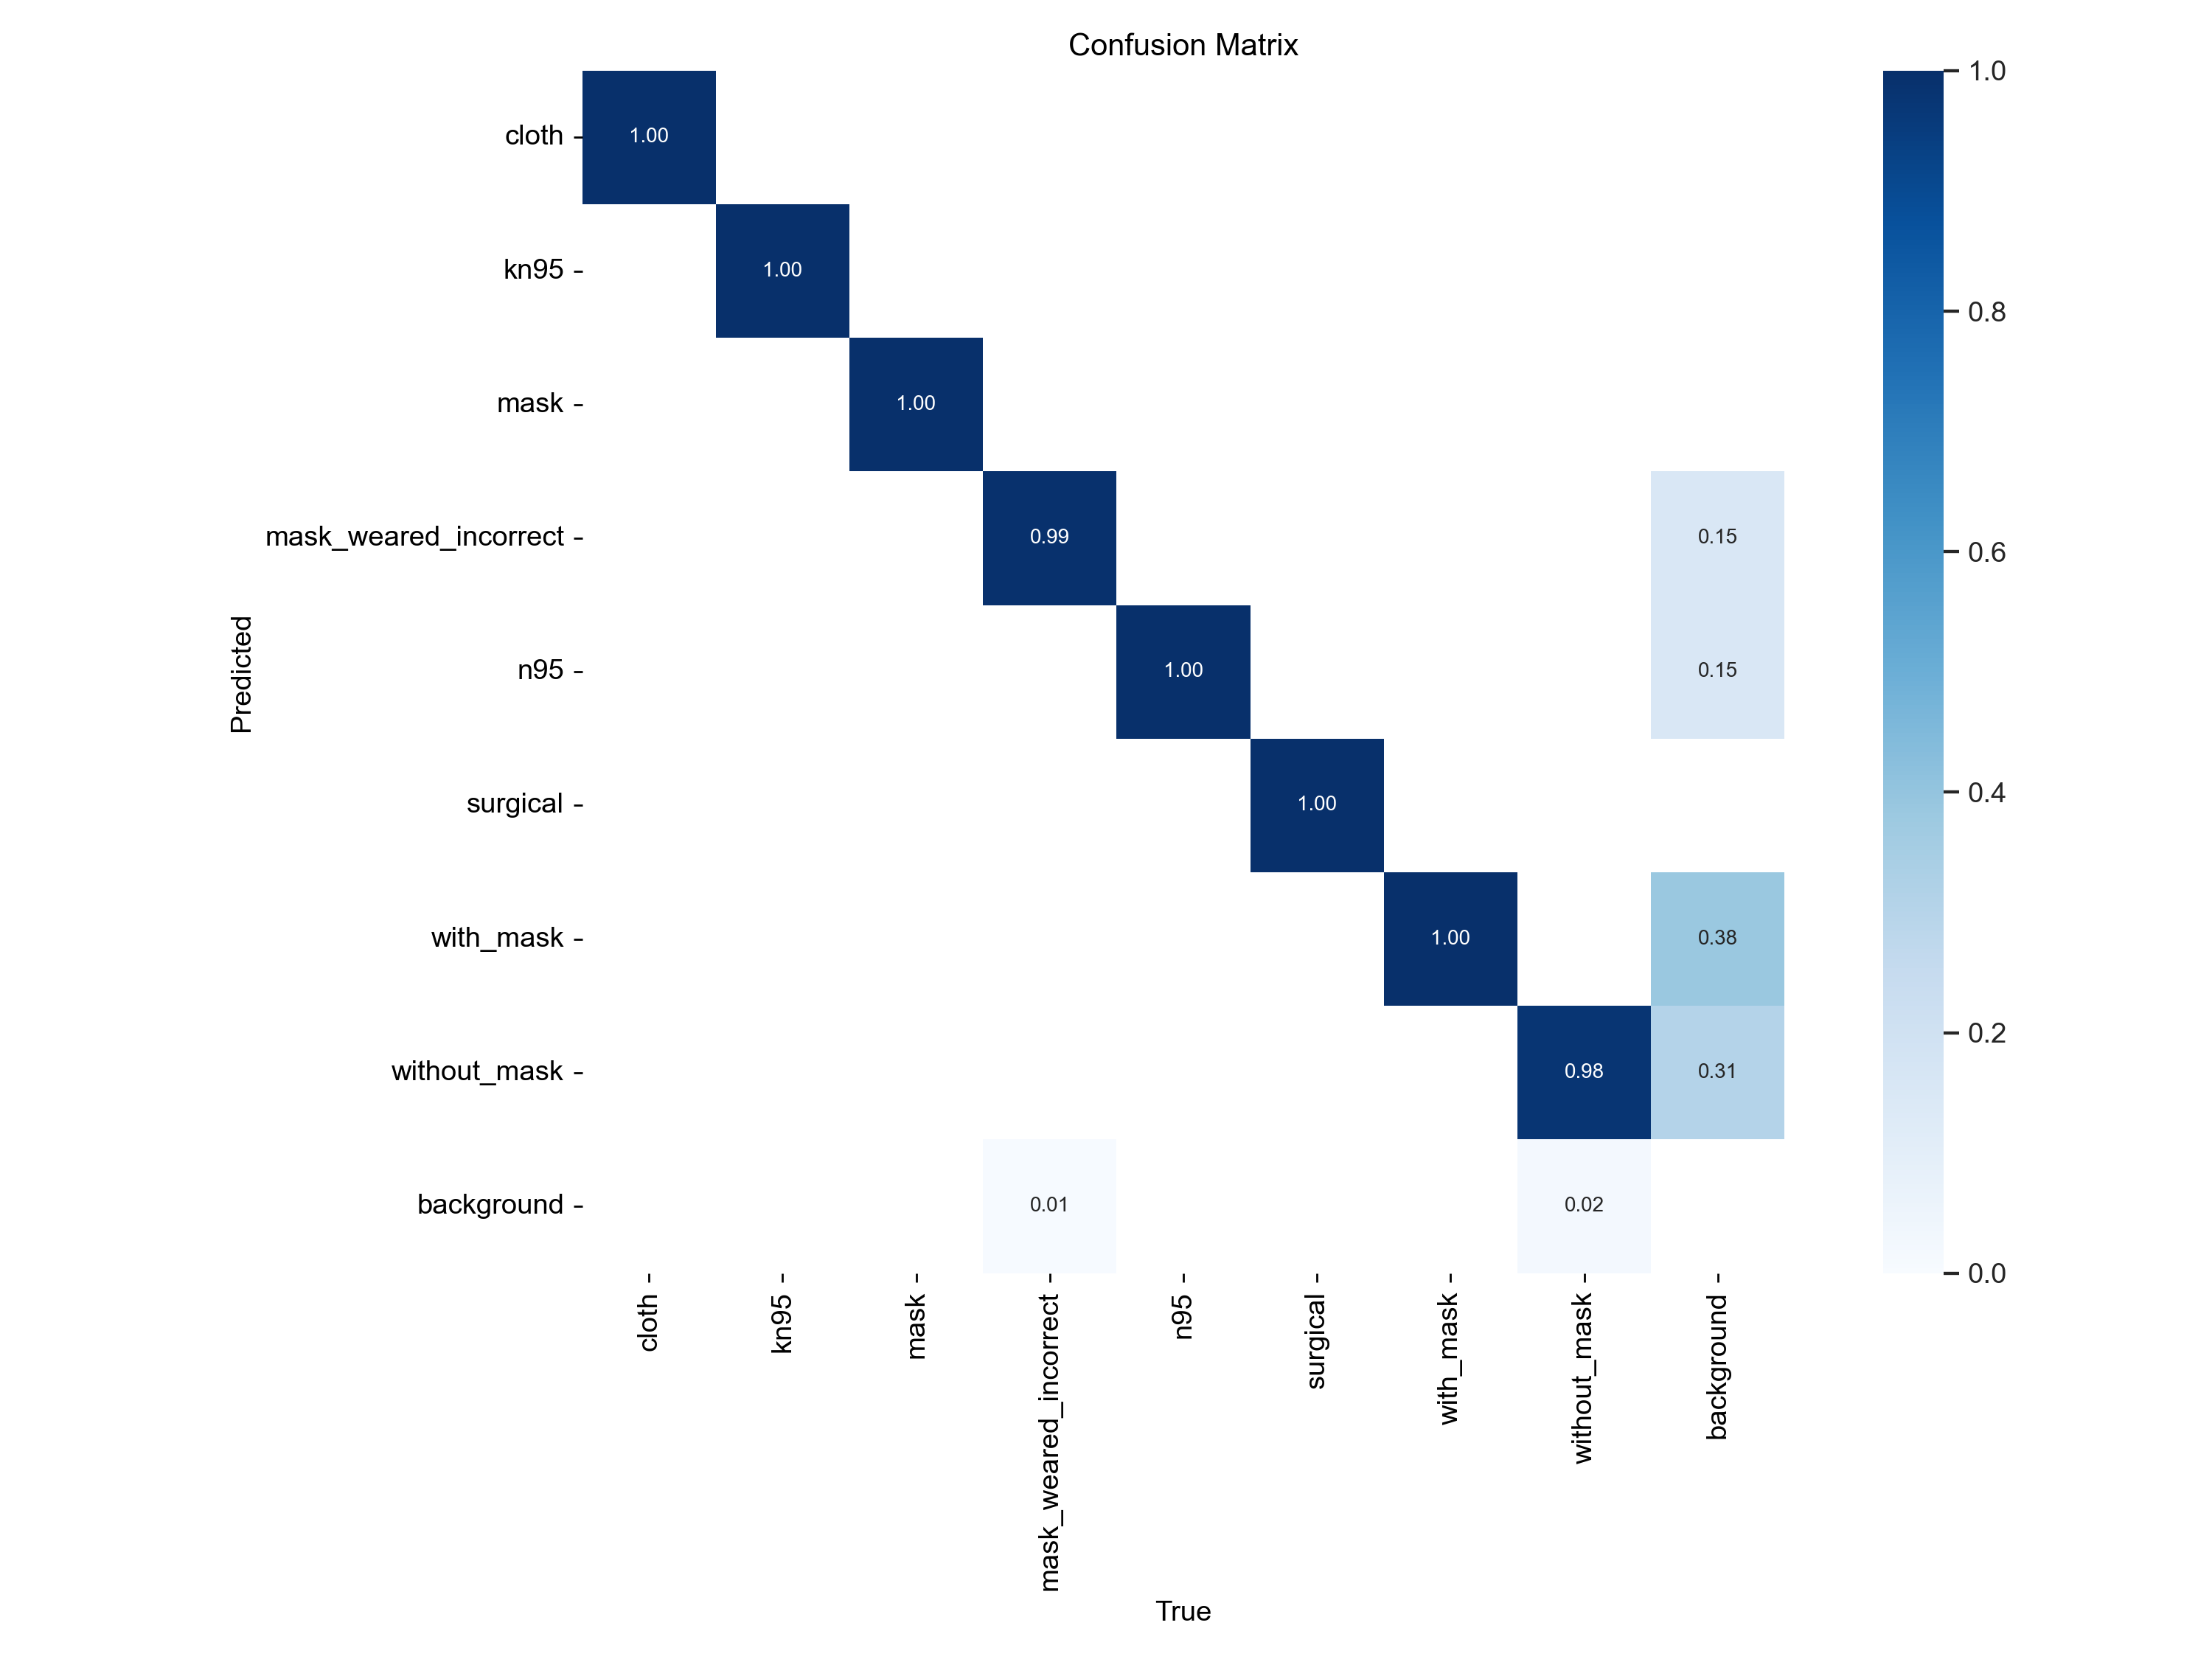 Confusion Matrix
cloth
1.00
kn95
1.00
mask
1.00
mask_weared_incorrect
0.99
0.15
n95
1.00
0.15
surgical
1.00
with_mask
1.00
0.38
without_mask
0.98
0.31
background
0.01
0.02
Predicted
cloth
kn95
mask
mask_weared_incorrect
n95
surgical
with_mask
without_mask
background
True
1.0
0.8
0.6
0.4
0.2
0.0